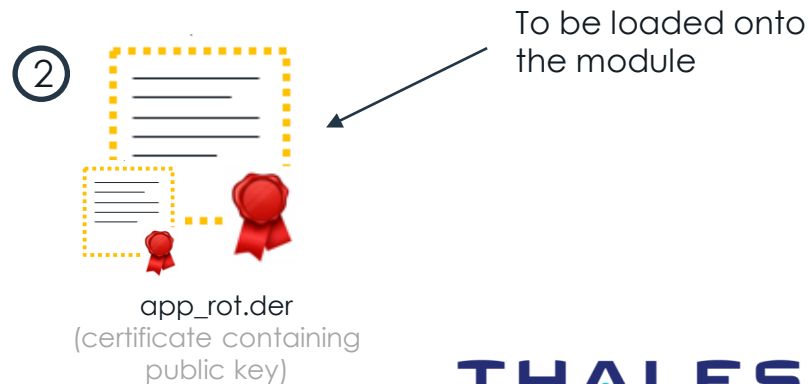 To be loaded onto
the module
2
app_rot.der
(certificate containing
public key)
THALES